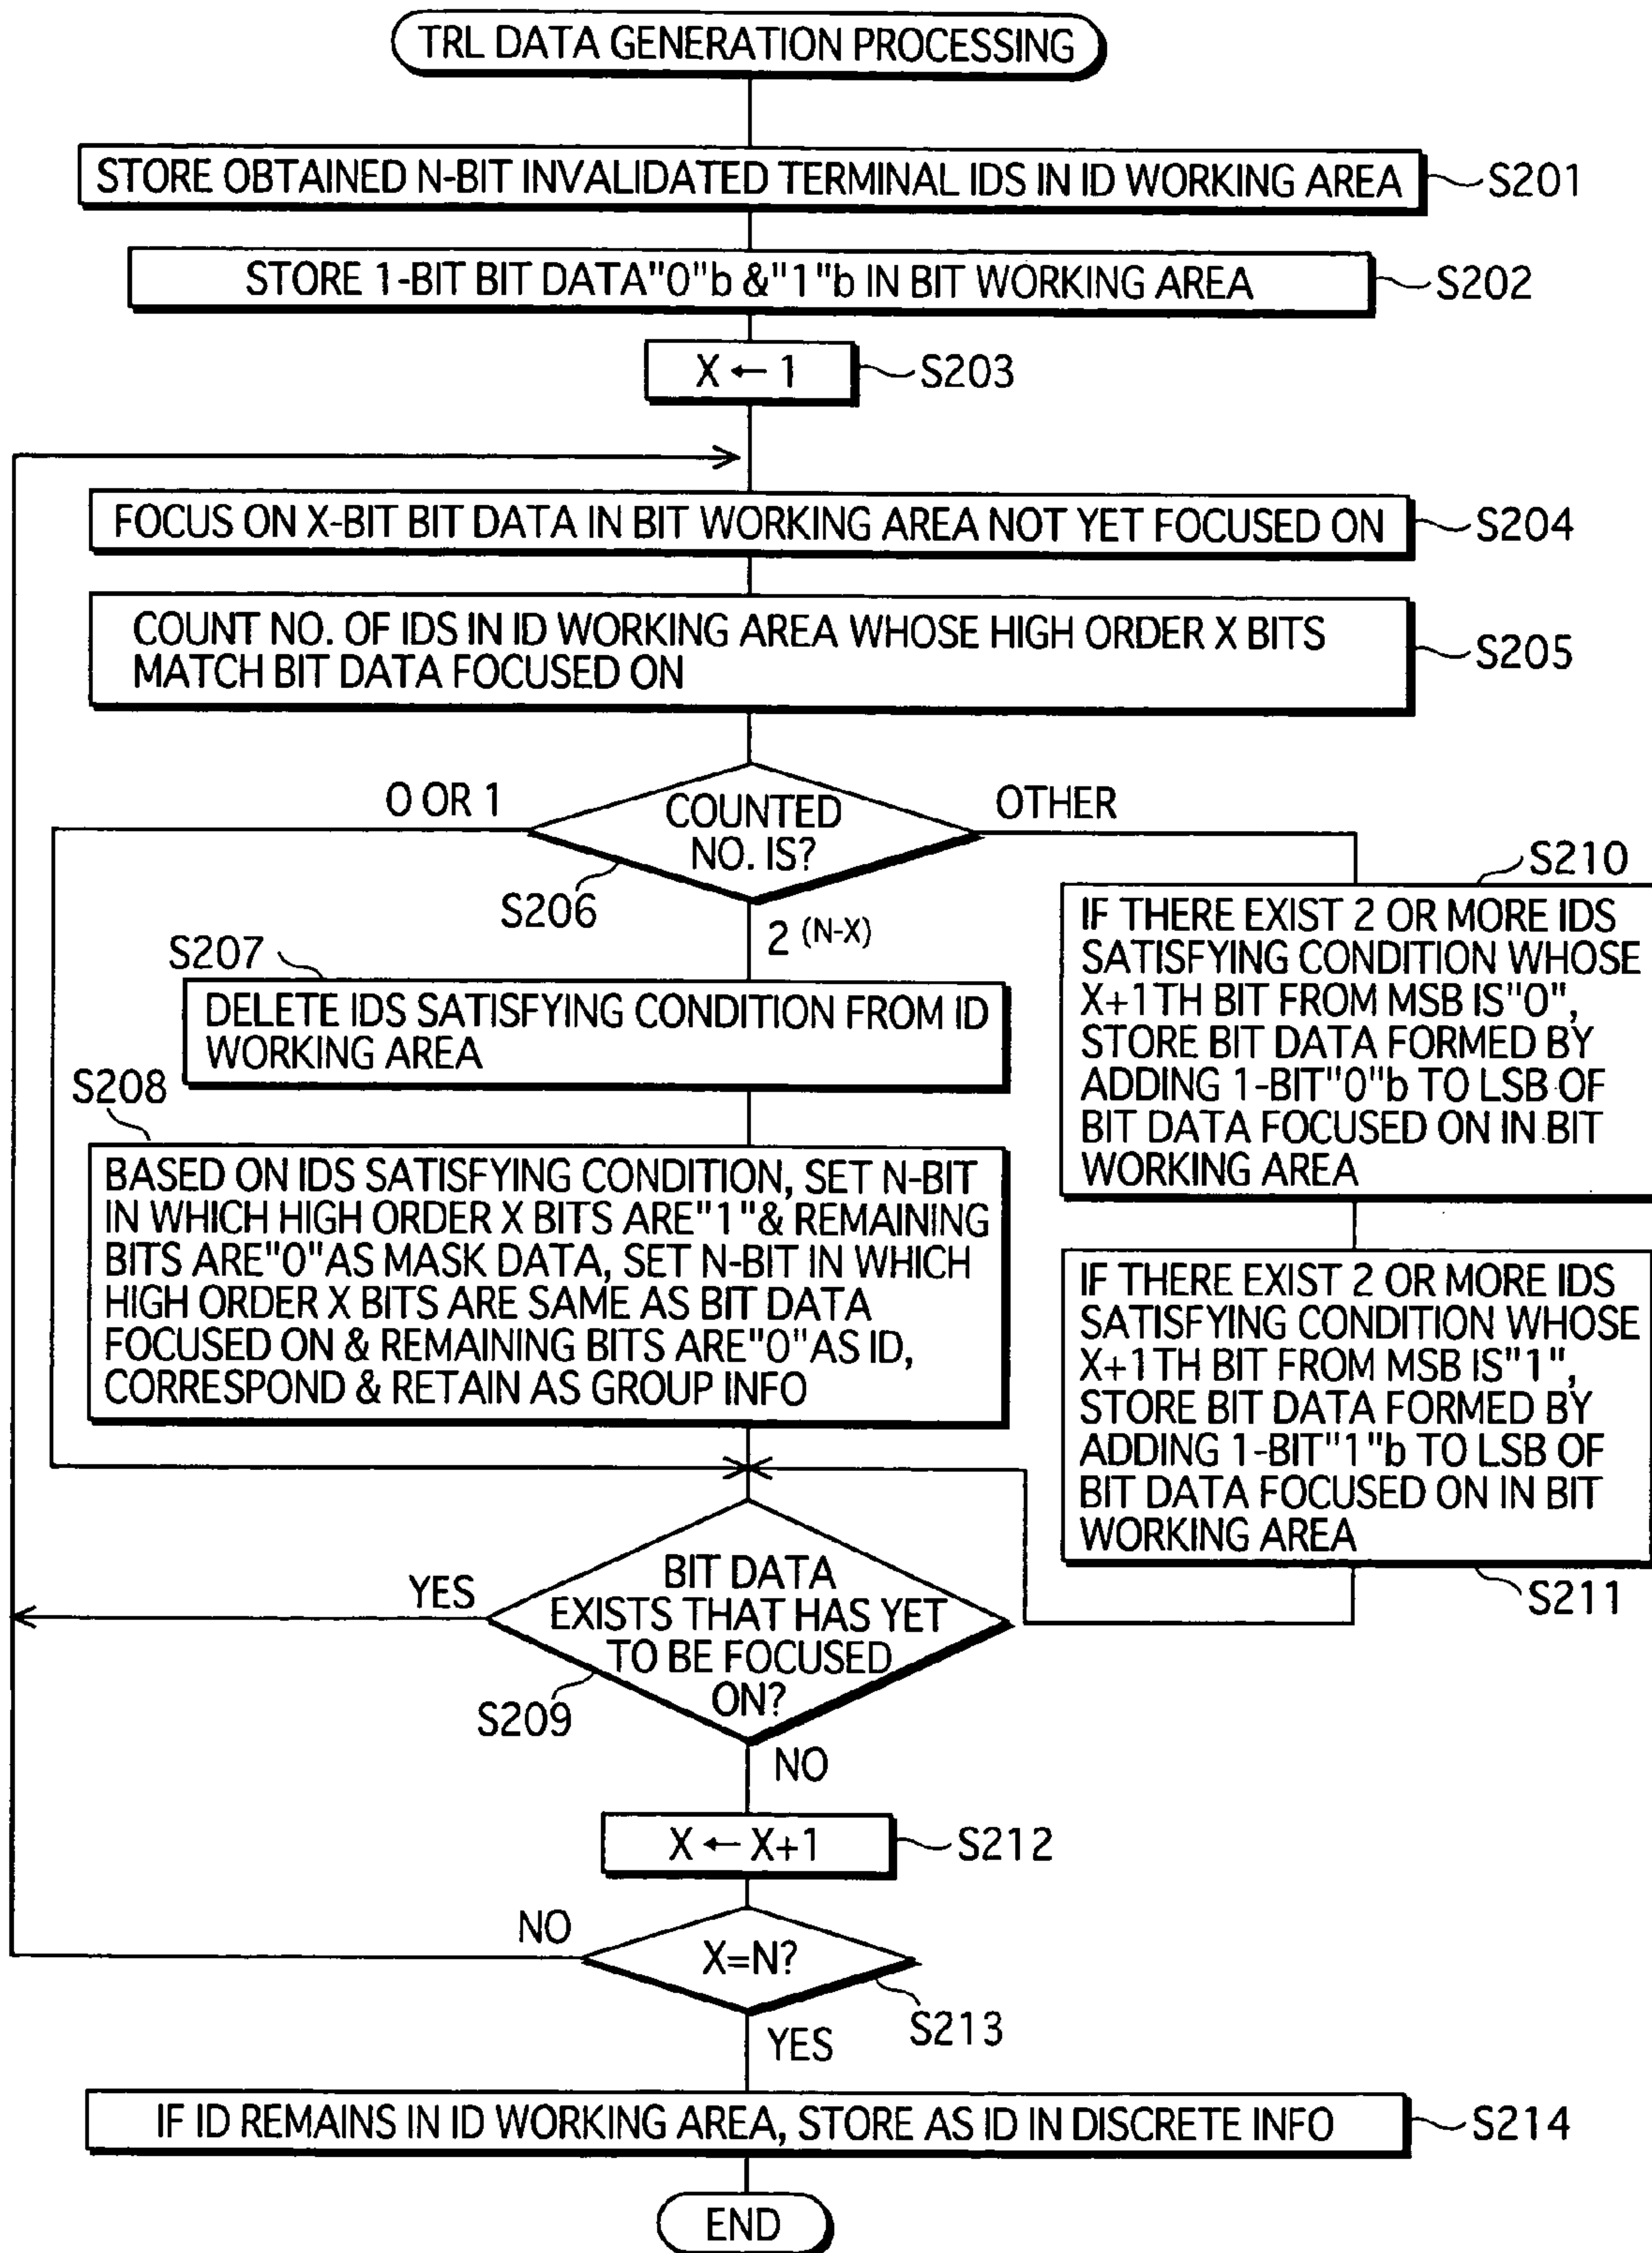 TRL DATA GENERATION PROCESSING
STORE OBTAINED N-BIT INVALIDATED TERMINAL IDS IN ID WORKING AREA
S201
STORE 1-BIT BIT DATA"0"b &"1"b IN BIT WORKING AREA
S202
X ← 1
S203
FOCUS ON X-BIT BIT DATA IN BIT WORKING AREA NOT YET FOCUSED ON
S204
COUNT NO. OF IDS IN ID WORKING AREA WHOSE HIGH ORDER X BITS
MATCH BIT DATA FOCUSED ON
S205
0 OR 1
COUNTED
NO. IS?
OTHER
S206
2 (N-X)
S207
DELETE IDS SATISFYING CONDITION FROM ID
WORKING AREA
S208
BASED ON IDS SATISFYING CONDITION, SET N-BIT
IN WHICH HIGH ORDER X BITS ARE"1"& REMAINING
BITS ARE"0"AS MASK DATA, SET N-BIT IN WHICH
HIGH ORDER X BITS ARE SAME AS BIT DATA
FOCUSED ON & REMAINING BITS ARE"0"AS ID,
CORRESPOND & RETAIN AS GROUP INFO
S210
IF THERE EXIST 2 OR MORE IDS
SATISFYING CONDITION WHOSE
X+1TH BIT FROM MSB IS"0",
STORE BIT DATA FORMED BY
ADDING 1-BIT"0"b TO LSB OF
BIT DATA FOCUSED ON IN BIT
WORKING AREA
IF THERE EXIST 2 OR MORE IDS
SATISFYING CONDITION WHOSE
X+1TH BIT FROM MSB IS"1",
STORE BIT DATA FORMED BY
ADDING 1-BIT"1"b TO LSB OF
BIT DATA FOCUSED ON IN BIT
WORKING AREA
S211
YES
BIT DATA
EXISTS THAT HAS YET
TO BE FOCUSED
ON?
S209
NO
X ← X+1
S212
NO
X=N?
S213
YES
IF ID REMAINS IN ID WORKING AREA, STORE AS ID IN DISCRETE INFO
S214
END